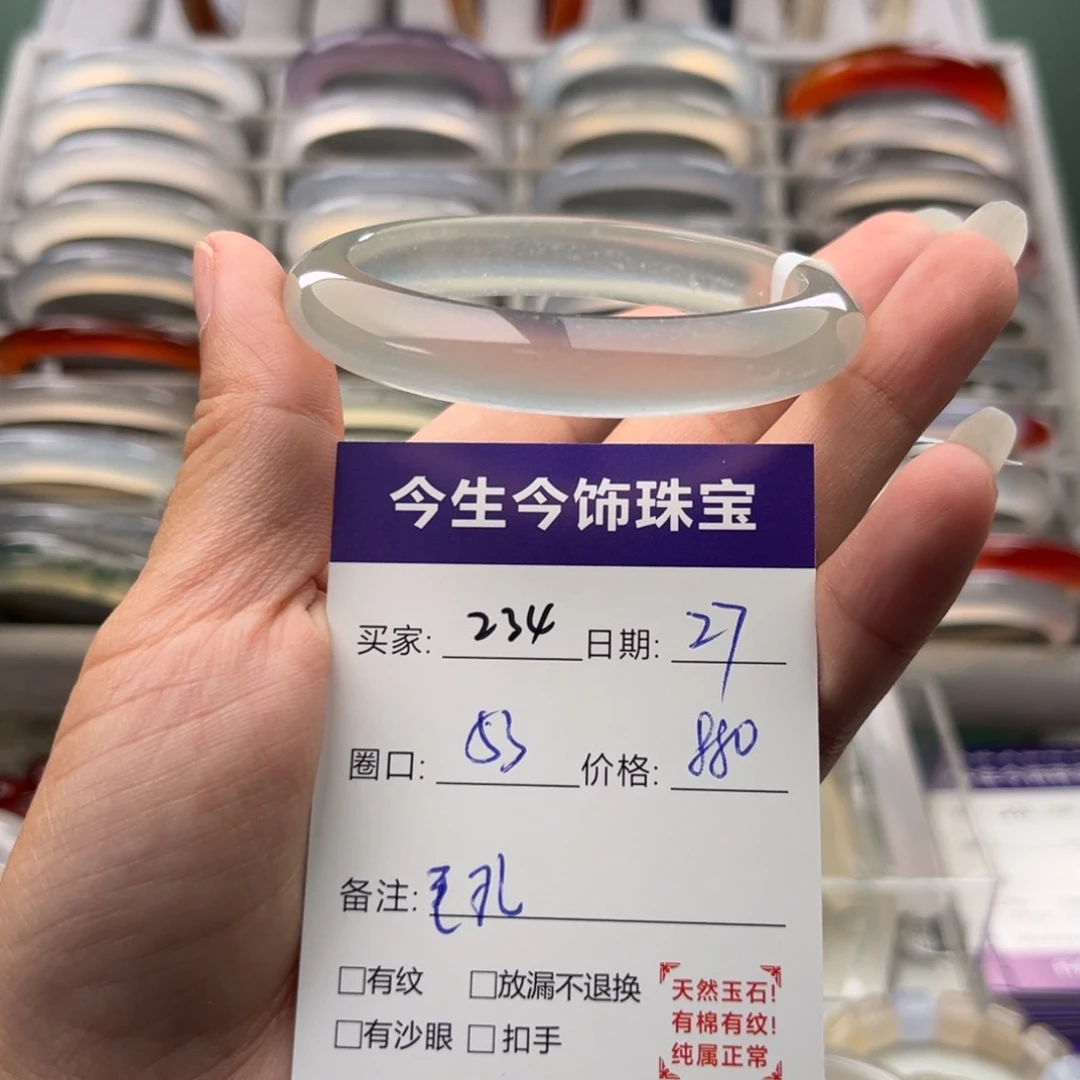 今生今饰珠宝
买家: 234 日期: 27
圈口: 53 价格: 880
备注: 毛孔
□有纹 □放漏不退换
□有沙眼 □扣手
天然玉石!
有棉有纹!
纯属正常